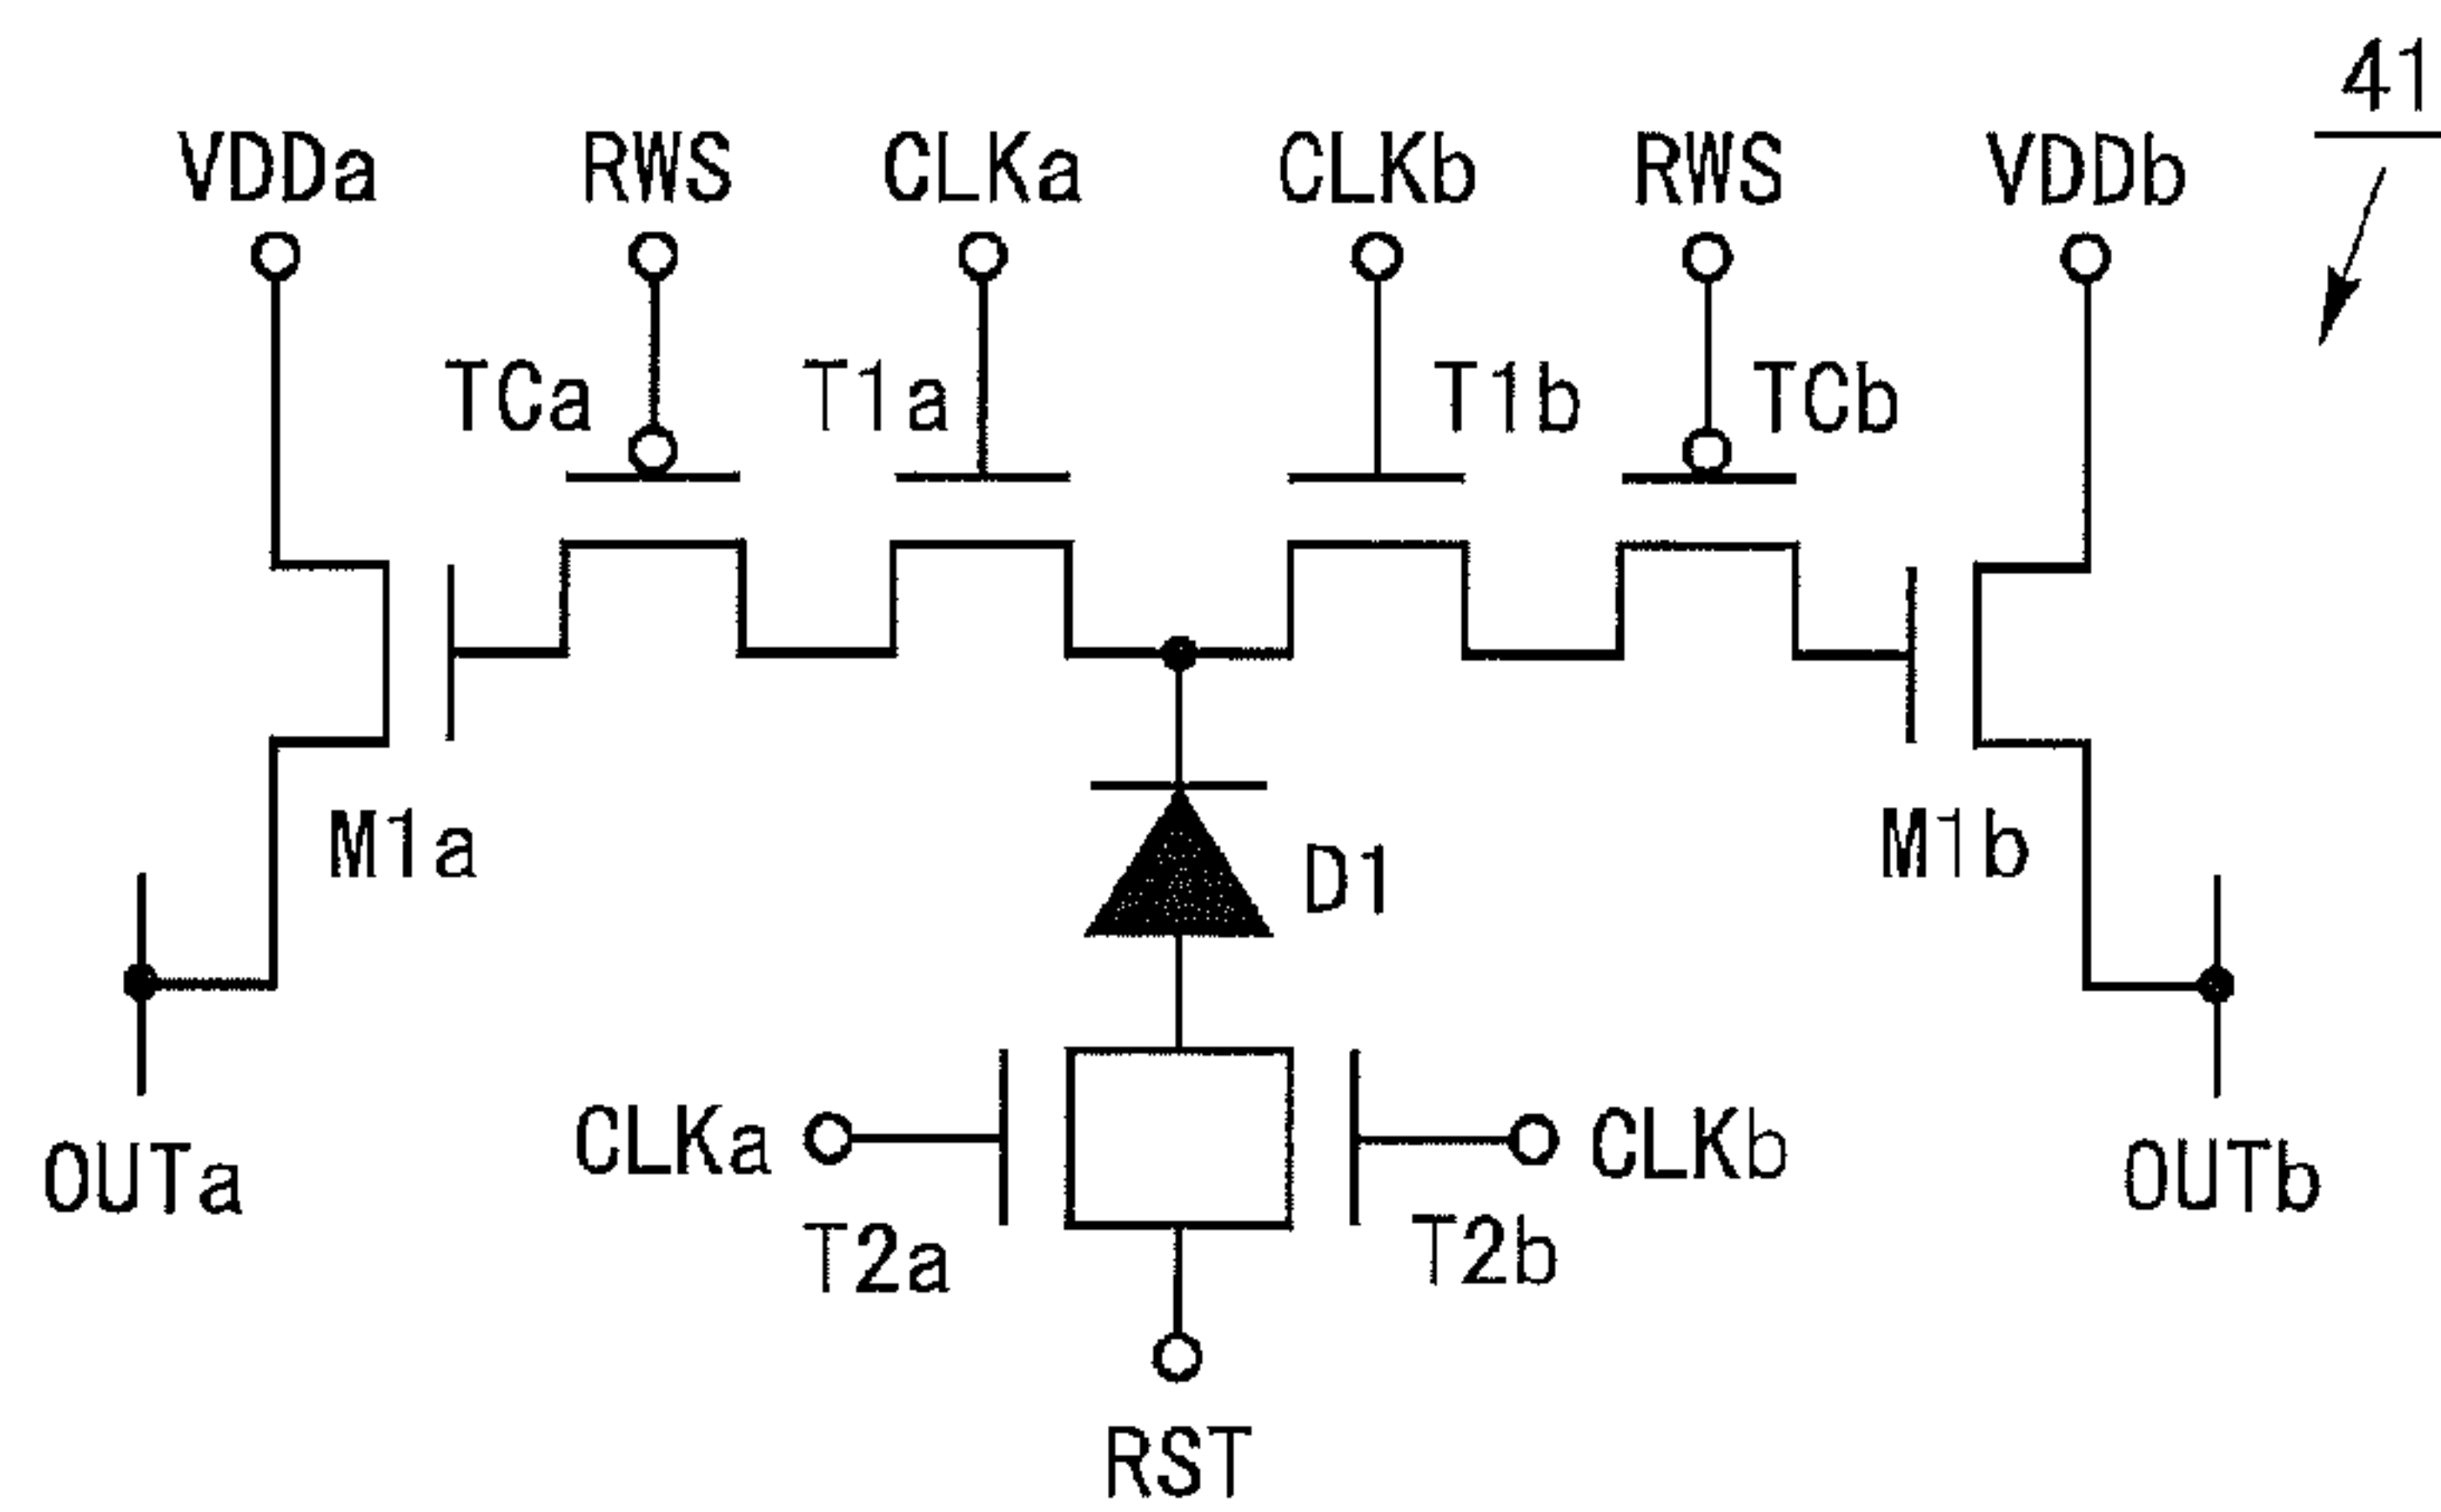 41
VDDa RWS CLKa CLKb RWS VDDb
TCa T1a T1b TCb
M1a D1 M1b
CLKa CLKb
OUTa OUTb
T2a T2b
RST